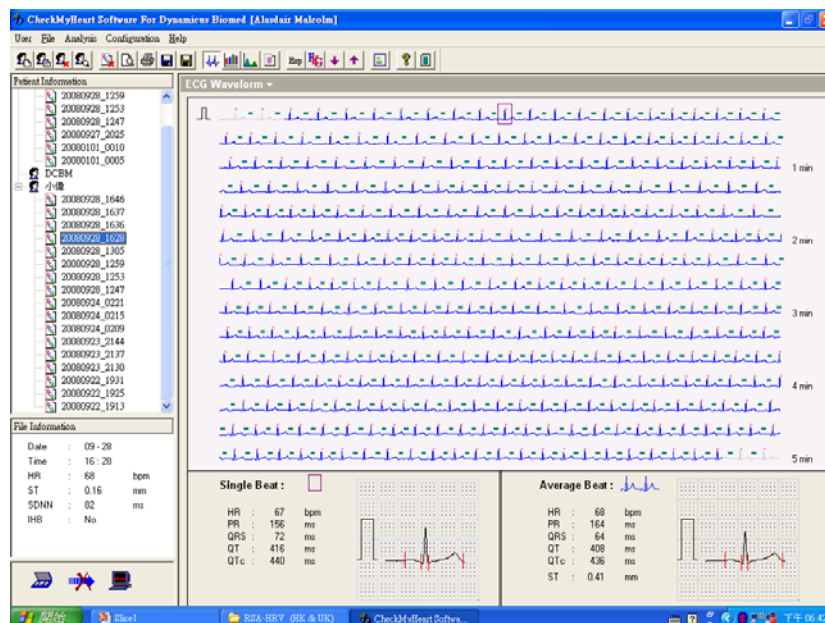 CheckMyHeart Software For Dynamicus Biomed [Alasdair Malcolm]
User File Analysis Configuration Help
Exp
Patient Information
20080928_1259
20080928_1253
20080928_1247
20080927_2025
20080101_0010
20080101_0005
DCBM
小偉
20080928_1646
20080928_1637
20080928_1636
20080928_1628
20080928_1305
20080928_1259
20080928_1253
20080928_1247
20080924_0221
20080924_0215
20080924_0209
20080923_2144
20080923_2137
20080923_2130
20080922_1931
20080922_1925
20080922_1913
File Information
Date : 09-28
Time : 16:28
HR : 68 bpm
ST : 0.16 mm
SDNN : 82 ms
IHB : No
ECG Waveform
1 min
2 min
3 min
4 min
5 min
Single Beat :
HR : 67 bpm
PR : 156 ms
QRS : 72 ms
QT : 416 ms
QTc : 440 ms
Average Beat :
HR : 68 bpm
PR : 164 ms
QRS : 64 ms
QT : 408 ms
QTc : 436 ms
ST : 0.41 mm
開始
Slice1
RSA-HRV (HK & UK)
CheckMyHeart Softwa...
下午 06:42